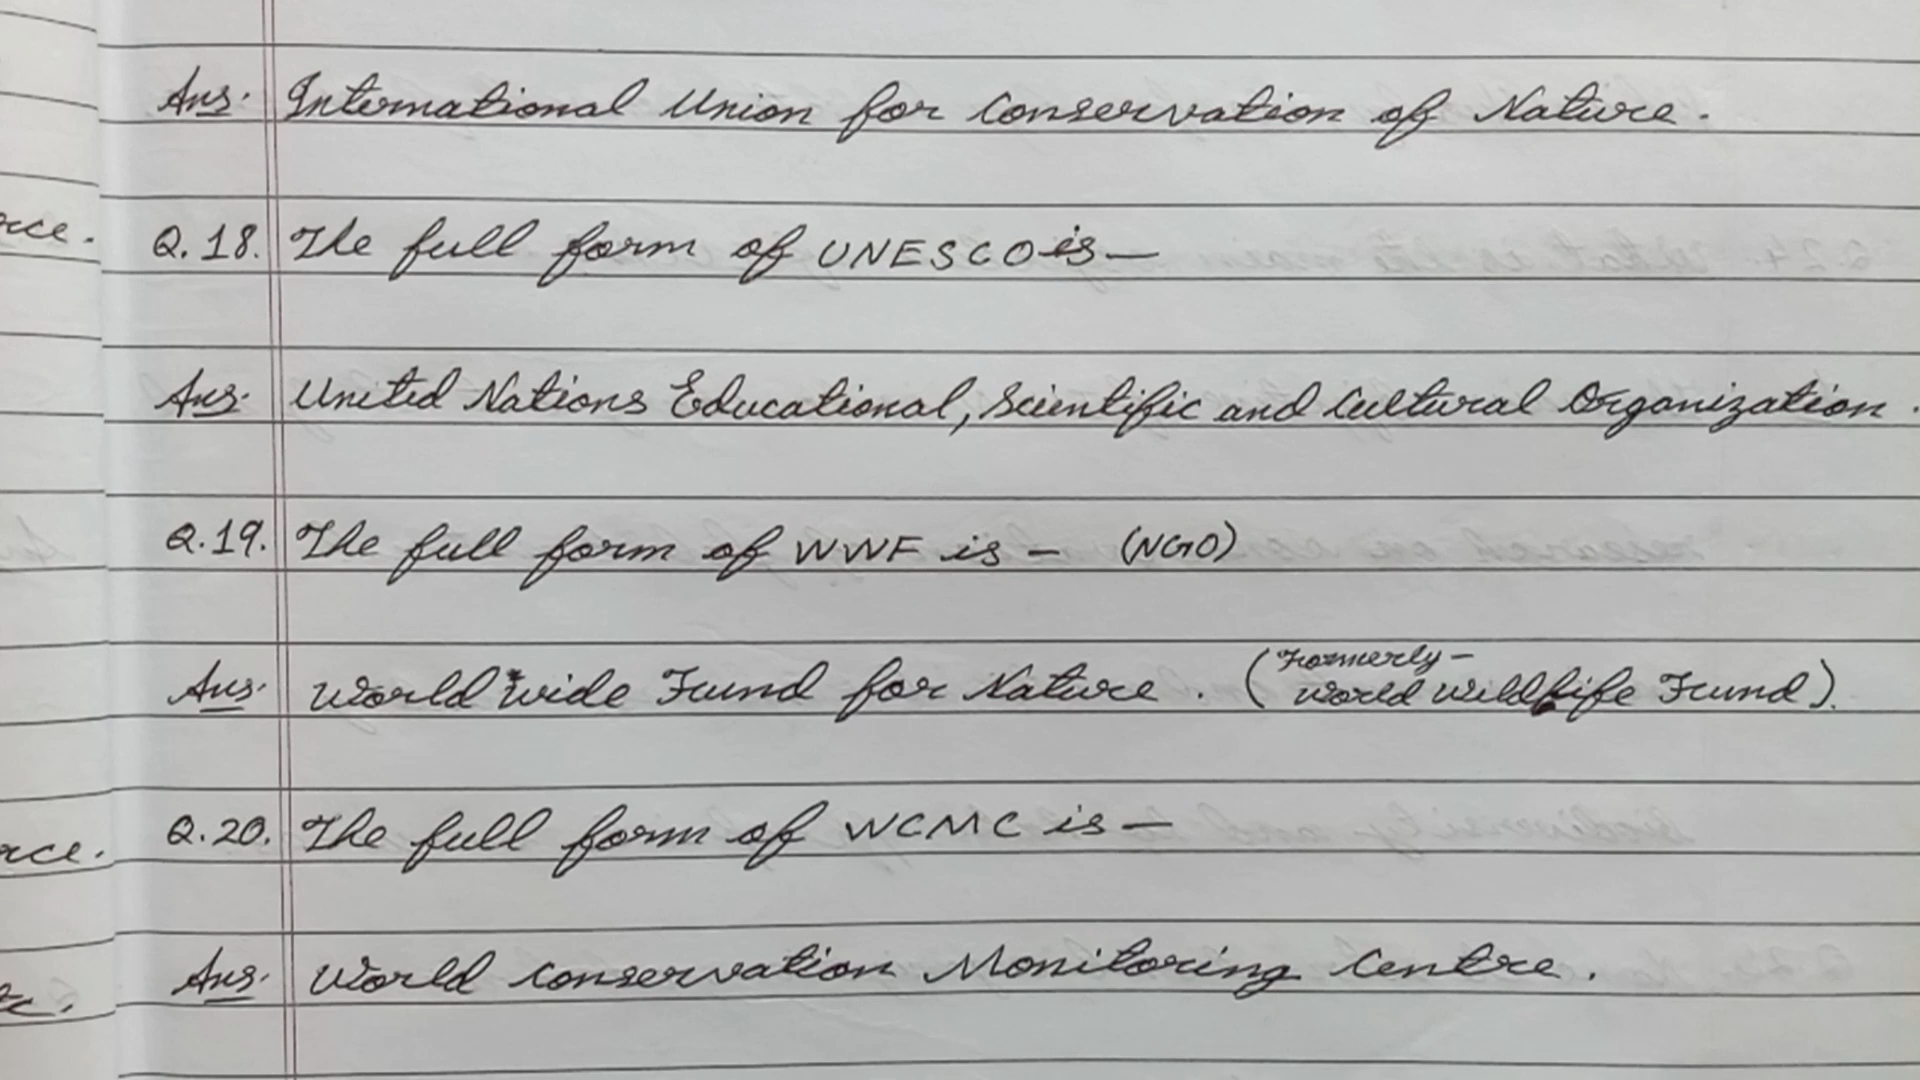 Ans. International Union for Conservation of Nature.
Q.18. The full form of UNESCO is —
Ans. United Nations Educational, Scientific and Cultural Organization.
Q.19. The full form of WWF is — (NGO)
Ans. World Wide Fund for Nature. (Formerly – World Wildlife Fund).
Q.20. The full form of WCMC is —
Ans. World Conservation Monitoring Centre.